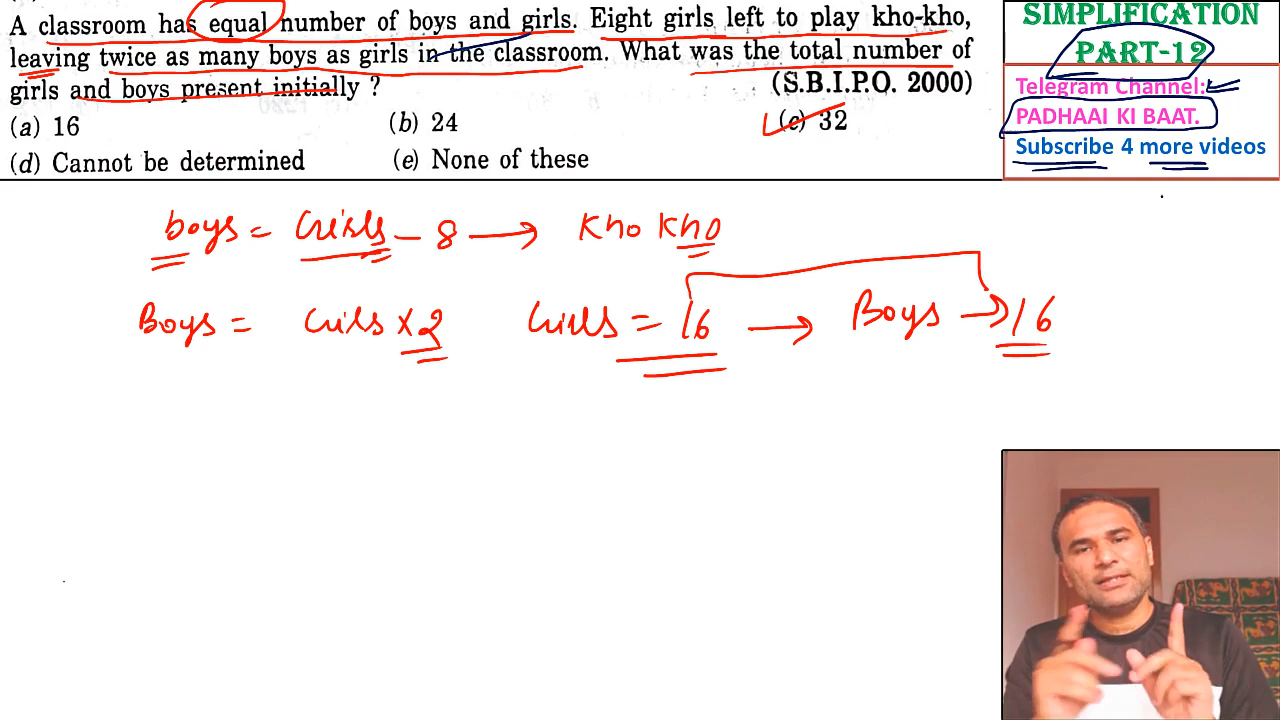 A classroom has equal number of boys and girls. Eight girls left to play kho-kho,
leaving twice as many boys as girls in the classroom. What was the total number of
girls and boys present initially ? (S.B.I.P.O. 2000)
(a) 16 (b) 24 (c) 32
(d) Cannot be determined (e) None of these
SIMPLIFICATION
PART-12
Telegram Channel:
PADHAAI KI BAAT.
Subscribe 4 more videos
boys = Girls - 8 → Kho Kho
Boys = Girls × 2 Girls = 16 → Boys → 16